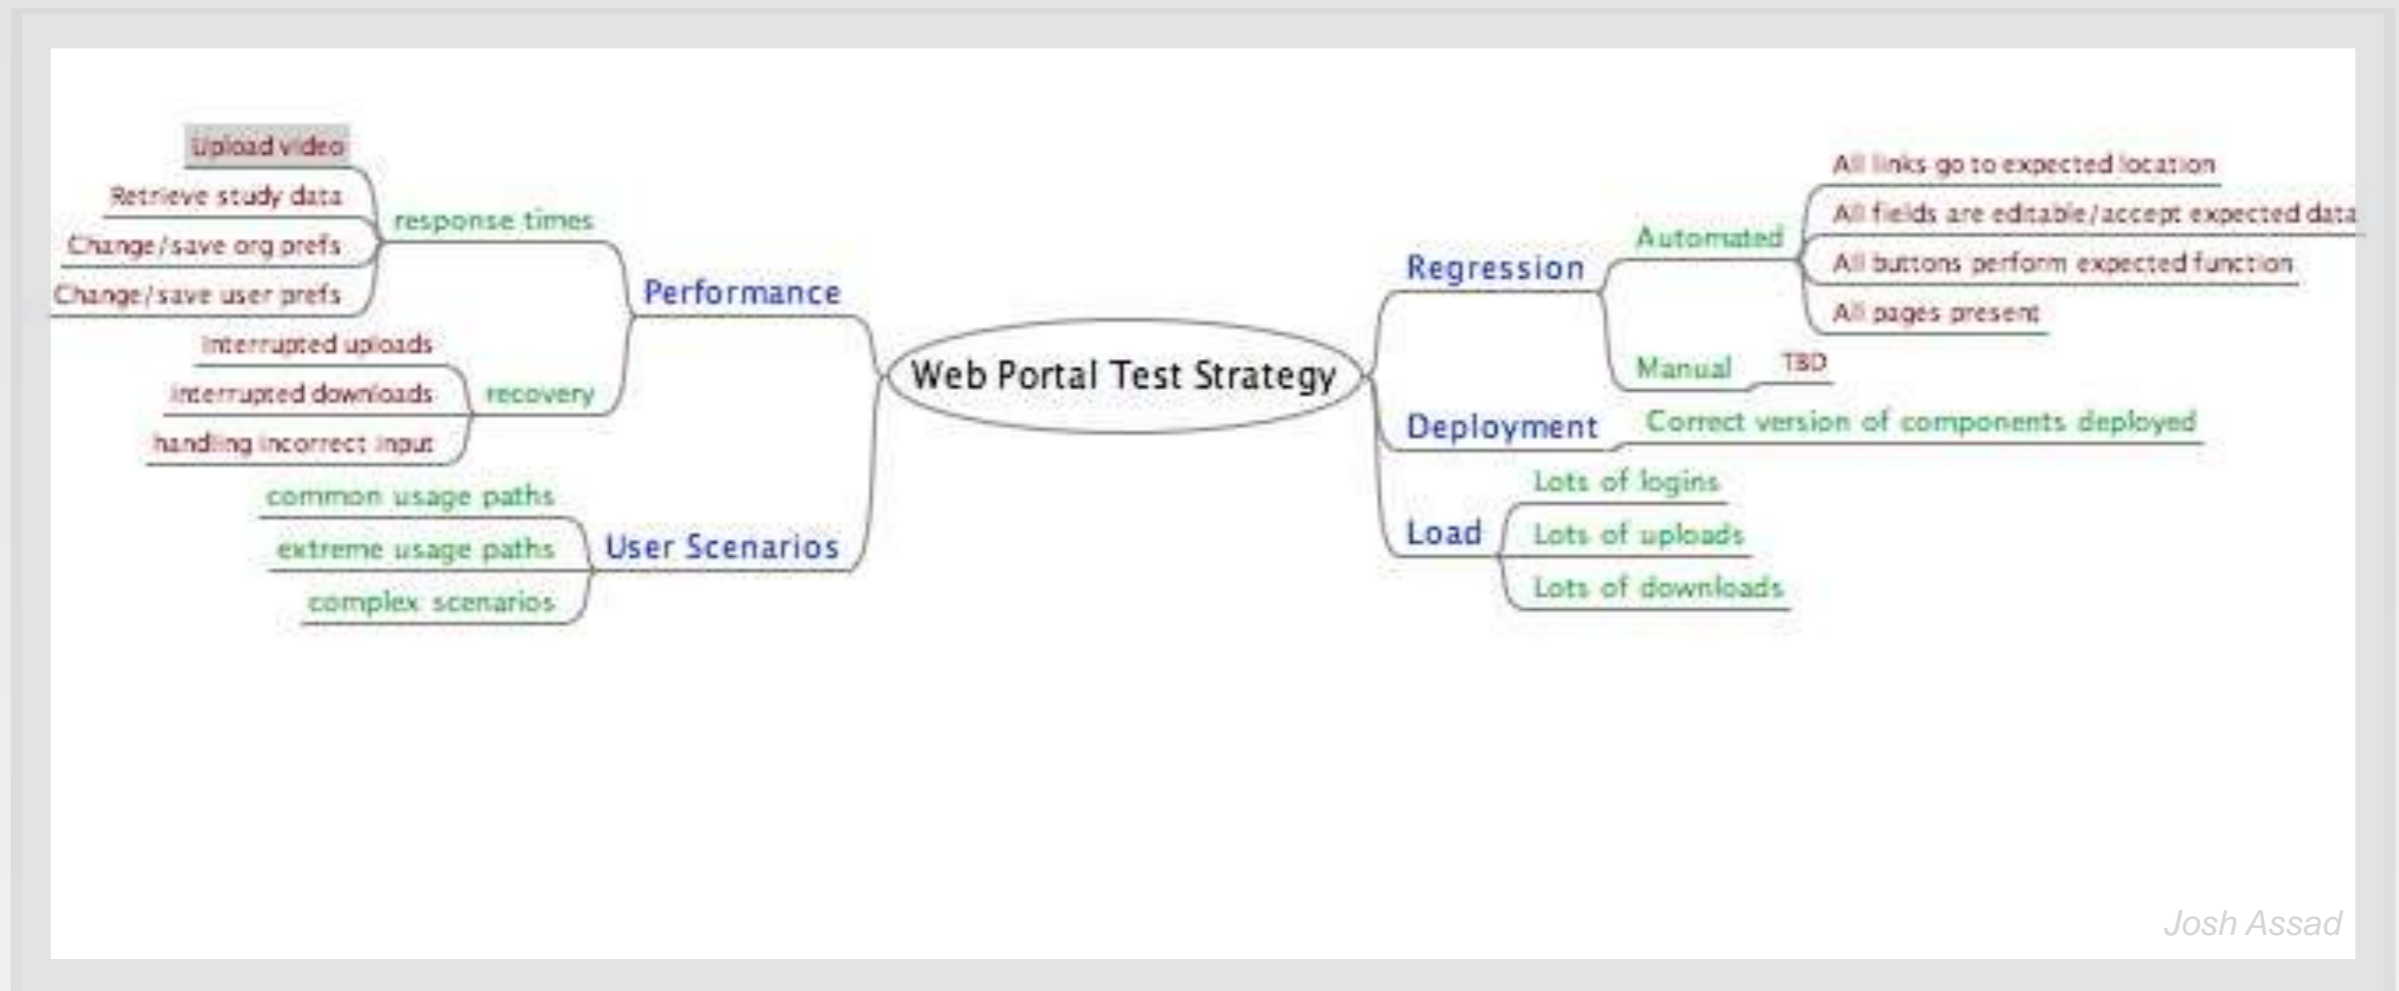 Upload video
Retrieve study data
Change/save org prefs
Change/save user prefs
response times
Performance
interrupted uploads
interrupted downloads
handling incorrect input
recovery
common usage paths
extreme usage paths
complex scenarios
User Scenarios
Web Portal Test Strategy
Regression
Automated
All links go to expected location
All fields are editable/accept expected data
All buttons perform expected function
All pages present
Manual
TBD
Deployment
Correct version of components deployed
Load
Lots of logins
Lots of uploads
Lots of downloads
Josh Assad